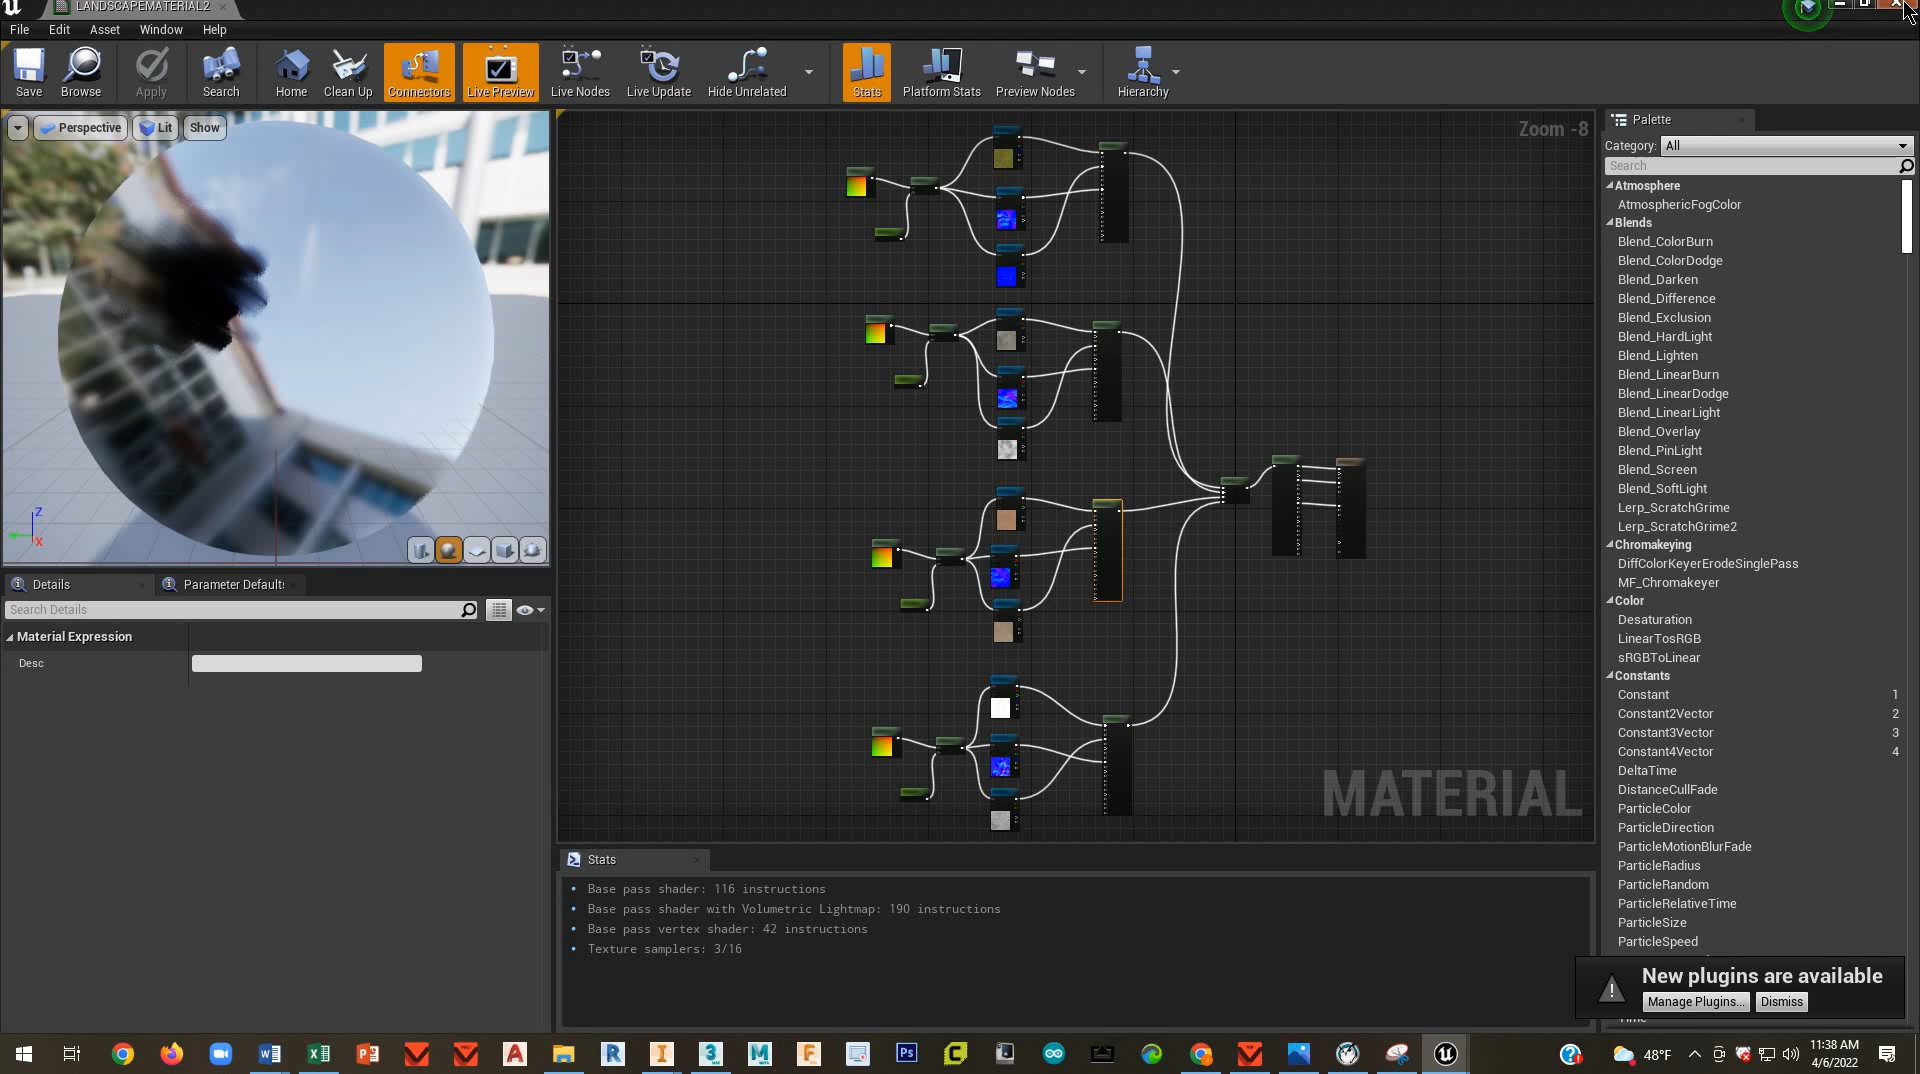 LANDSCAPEMATERIAL2
File Edit Asset Window Help
Save Browse Apply Search Home Clean Up Connectors Live Preview Live Nodes Live Update Hide Unrelated Stats Platform Stats Preview Nodes Hierarchy
Perspective Lit Show
Zoom -8
Palette
Category: All
Search
Atmosphere
AtmosphericFogColor
Blends
Blend_ColorBurn
Blend_ColorDodge
Blend_Darken
Blend_Difference
Blend_Exclusion
Blend_HardLight
Blend_Lighten
Blend_LinearBurn
Blend_LinearDodge
Blend_LinearLight
Blend_Overlay
Blend_PinLight
Blend_Screen
Blend_SoftLight
Lerp_ScratchGrime
Lerp_ScratchGrime2
Chromakeying
DiffColorKeyerErodeSinglePass
MF_Chromakeyer
Color
Desaturation
LinearTosRGB
sRGBToLinear
Constants
Constant 1
Constant2Vector 2
Constant3Vector 3
Constant4Vector 4
DeltaTime
DistanceCullFade
ParticleColor
ParticleDirection
ParticleMotionBlurFade
ParticleRadius
ParticleRandom
ParticleRelativeTime
ParticleSize
ParticleSpeed
Z
X
Details Parameter Defaults
Search Details
Material Expression
Desc
MATERIAL
Stats
Base pass shader: 116 instructions
Base pass shader with Volumetric Lightmap: 190 instructions
Base pass vertex shader: 42 instructions
Texture samplers: 3/16
New plugins are available
Manage Plugins... Dismiss
Time
48°F
11:38 AM
4/6/2022